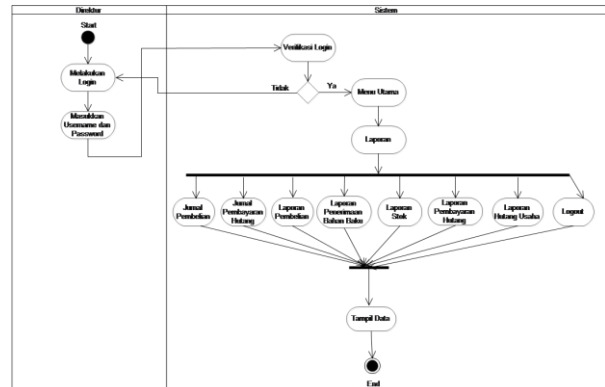 Direktur
Sistem
Start
Melakukan
Login
Masukkan
Username dan
Password
Verifikasi Login
Tidak
Ya
Menu Utama
Laporan
Jurnal
Pembelian
Jurnal
Pembayaran
Hutang
Laporan
Pembelian
Laporan
Penerimaan
Bahan Baku
Laporan
Stok
Laporan
Pembayaran
Hutang
Laporan
Hutang Usaha
Logout
Tampil Data
End